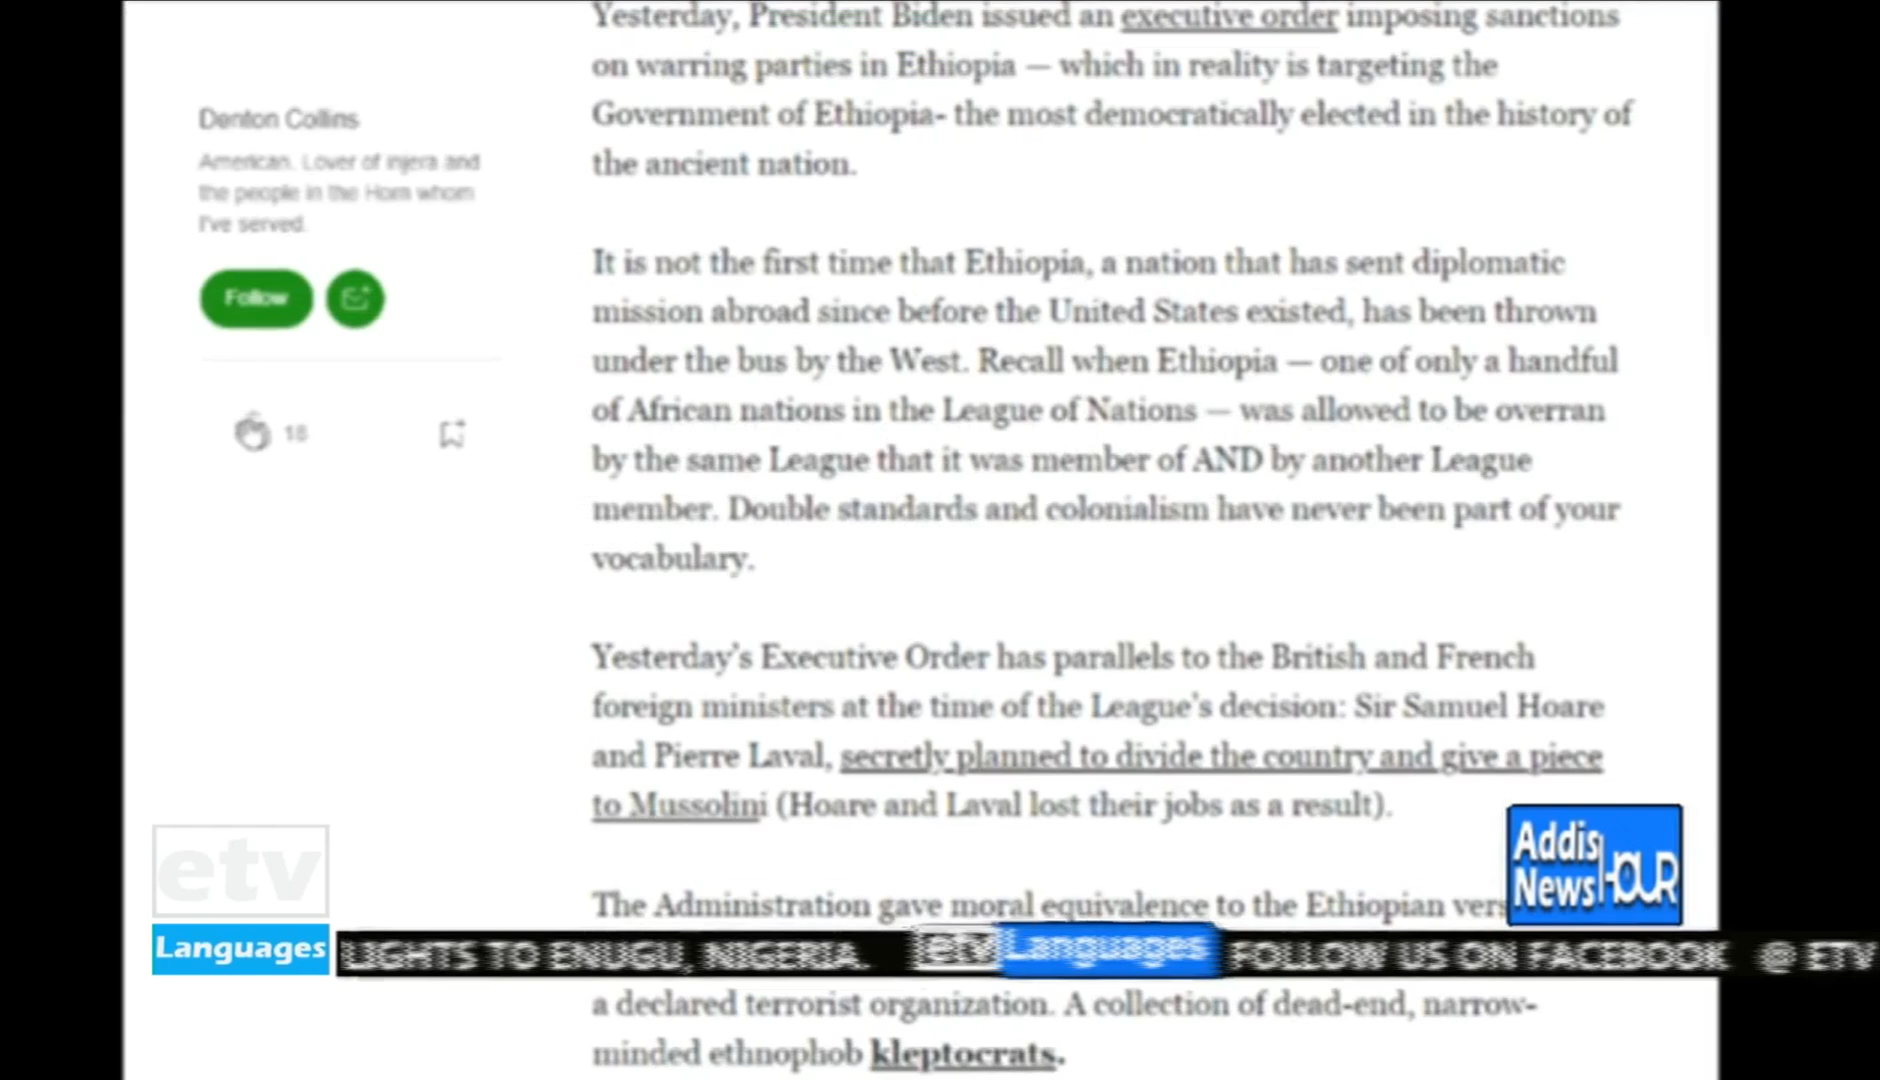 Yesterday, President Biden issued an executive order imposing sanctions
on warring parties in Ethiopia — which in reality is targeting the
Government of Ethiopia- the most democratically elected in the history of
the ancient nation.
Denton Collins
American. Lover of injera and
the people in the Horn whom
I've served.
Follow
18
It is not the first time that Ethiopia, a nation that has sent diplomatic
mission abroad since before the United States existed, has been thrown
under the bus by the West. Recall when Ethiopia — one of only a handful
of African nations in the League of Nations — was allowed to be overran
by the same League that it was member of AND by another League
member. Double standards and colonialism have never been part of your
vocabulary.
Yesterday's Executive Order has parallels to the British and French
foreign ministers at the time of the League's decision: Sir Samuel Hoare
and Pierre Laval, secretly planned to divide the country and give a piece
to Mussolini (Hoare and Laval lost their jobs as a result).
The Administration gave moral equivalence to the Ethiopian vers
Addis
News HOUR
etv
Languages
LIGHTS TO ENUGU, NIGERIA. etv Languages FOLLOW US ON FACEBOOK @ ETV
a declared terrorist organization. A collection of dead-end, narrow-
minded ethnophob kleptocrats.